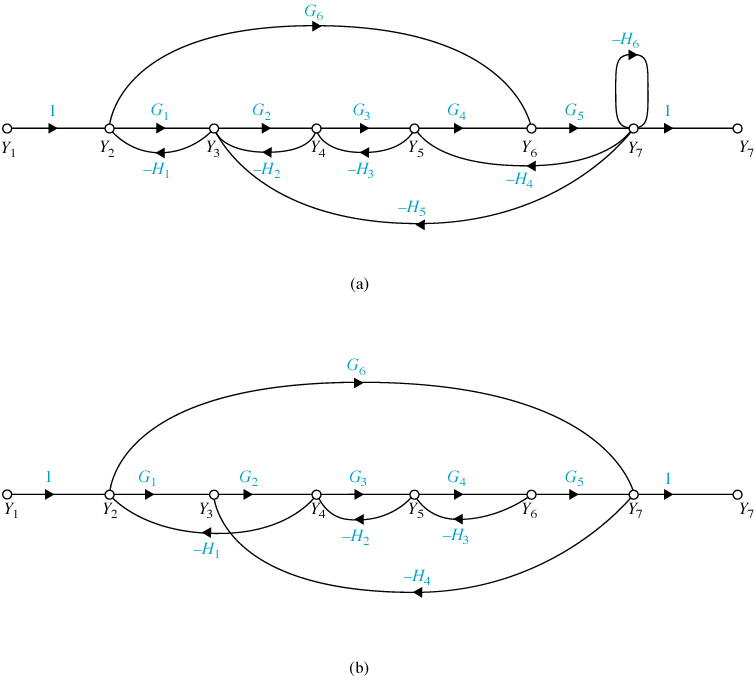 G6
–H6
1 G1 G2 G3 G4 G5 1
Y1 Y2 Y3 Y4 Y5 Y6 Y7 Y7
–H1 –H2 –H3 –H4
–H5
(a)
G6
1 G1 G2 G3 G4 G5 1
Y1 Y2 Y3 Y4 Y5 Y6 Y7 Y7
–H1 –H2 –H3
–H4
(b)